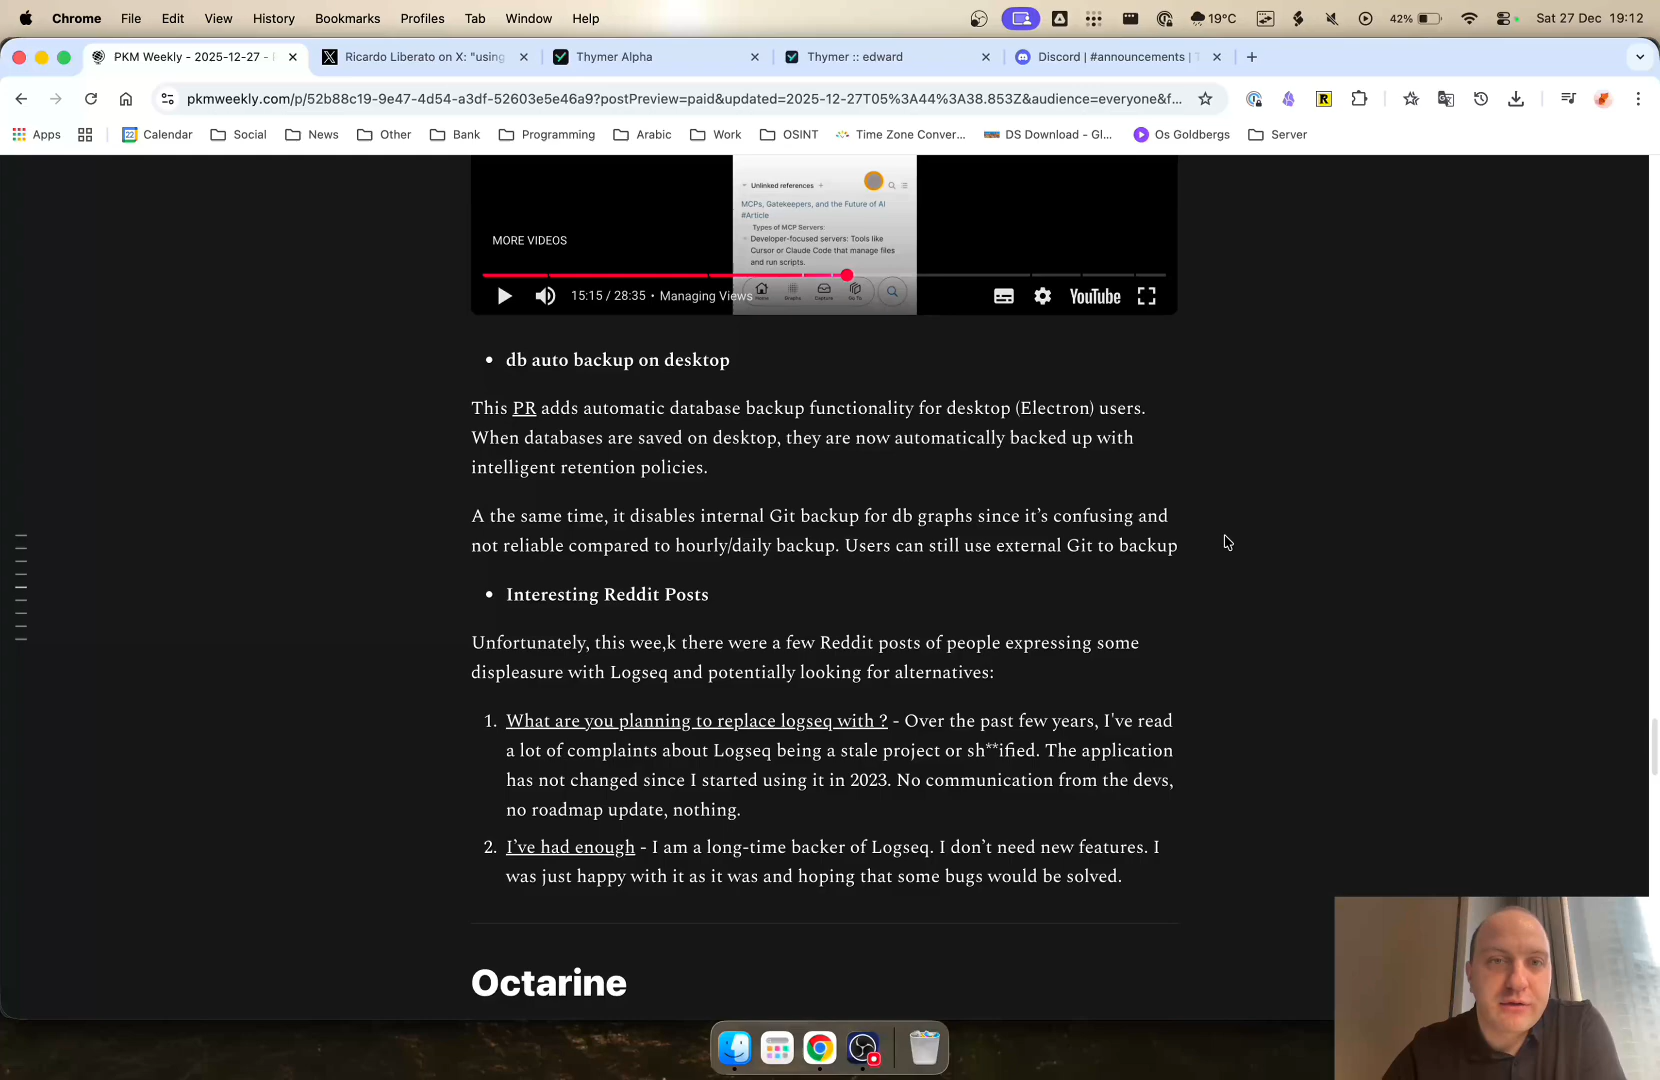 Chrome File Edit View History Bookmarks Profiles Tab Window Help 19°C 42% Sat 27 Dec 19:12
PKM Weekly - 2025-12-27 - Ricardo Liberato on X: "using Thymer Alpha Thymer :: edward Discord | #announcements | T
pkmweekly.com/p/52b88c19-9e47-4d54-a3df-52603e5e46a9?postPreview=paid&updated=2025-12-27T05%3A44%3A38.853Z&audience=everyone&f...
Apps Calendar Social News Other Bank Programming Arabic Work OSINT Time Zone Conver... DS Download - Gl... Os Goldbergs Server
Unlinked references +
MCPs, Gatekeepers, and the Future of AI
#Article
Types of MCP Servers:
Developer-focused servers: Tools like
Cursor or Claude Code that manage files
and run scripts.
MORE VIDEOS
Home Graphs Capture Go To
15:15 / 28:35 • Managing Views YouTube
• db auto backup on desktop
This PR adds automatic database backup functionality for desktop (Electron) users.
When databases are saved on desktop, they are now automatically backed up with
intelligent retention policies.
A the same time, it disables internal Git backup for db graphs since it's confusing and
not reliable compared to hourly/daily backup. Users can still use external Git to backup
• Interesting Reddit Posts
Unfortunately, this wee,k there were a few Reddit posts of people expressing some
displeasure with Logseq and potentially looking for alternatives:
1. What are you planning to replace logseq with ? - Over the past few years, I've read
a lot of complaints about Logseq being a stale project or sh**ified. The application
has not changed since I started using it in 2023. No communication from the devs,
no roadmap update, nothing.
2. I've had enough - I am a long-time backer of Logseq. I don't need new features. I
was just happy with it as it was and hoping that some bugs would be solved.
Octarine